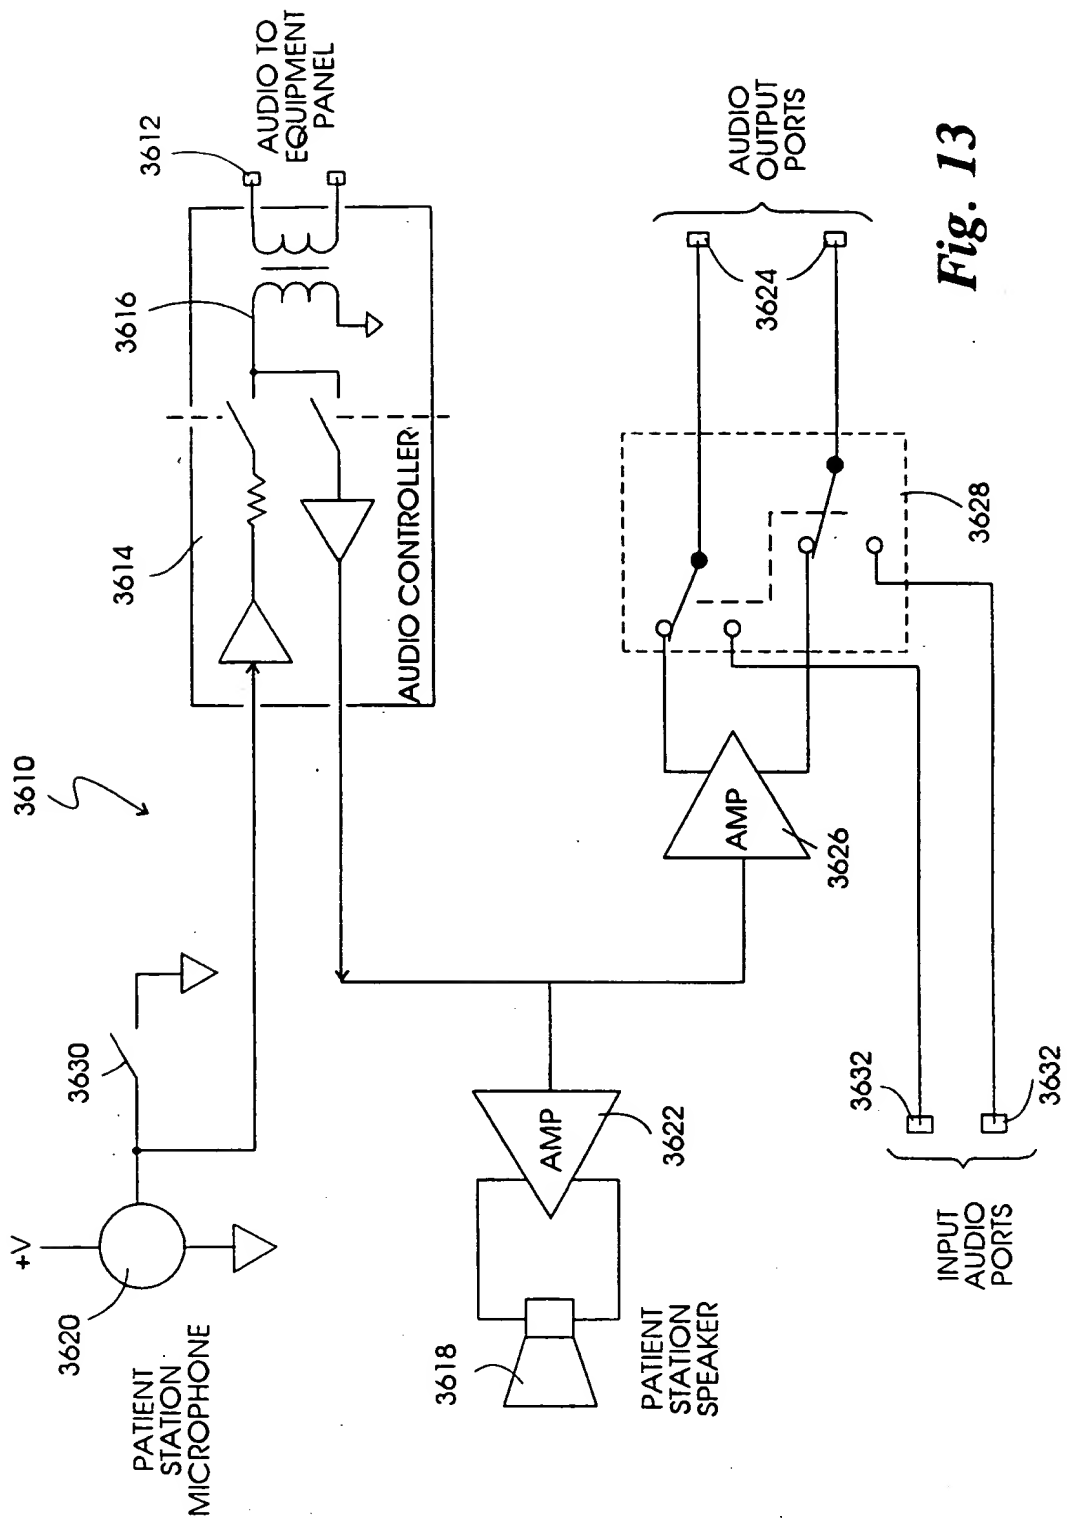 3610
+V
3620
PATIENT
STATION
MICROPHONE
3630
3614
3616
3612
AUDIO TO
EQUIPMENT
PANEL
AUDIO CONTROLLER
3618
PATIENT
STATION
SPEAKER
AMP
3622
AMP
3626
3624
AUDIO
OUTPUT
PORTS
3628
3632
3632
INPUT
AUDIO
PORTS
Fig. 13